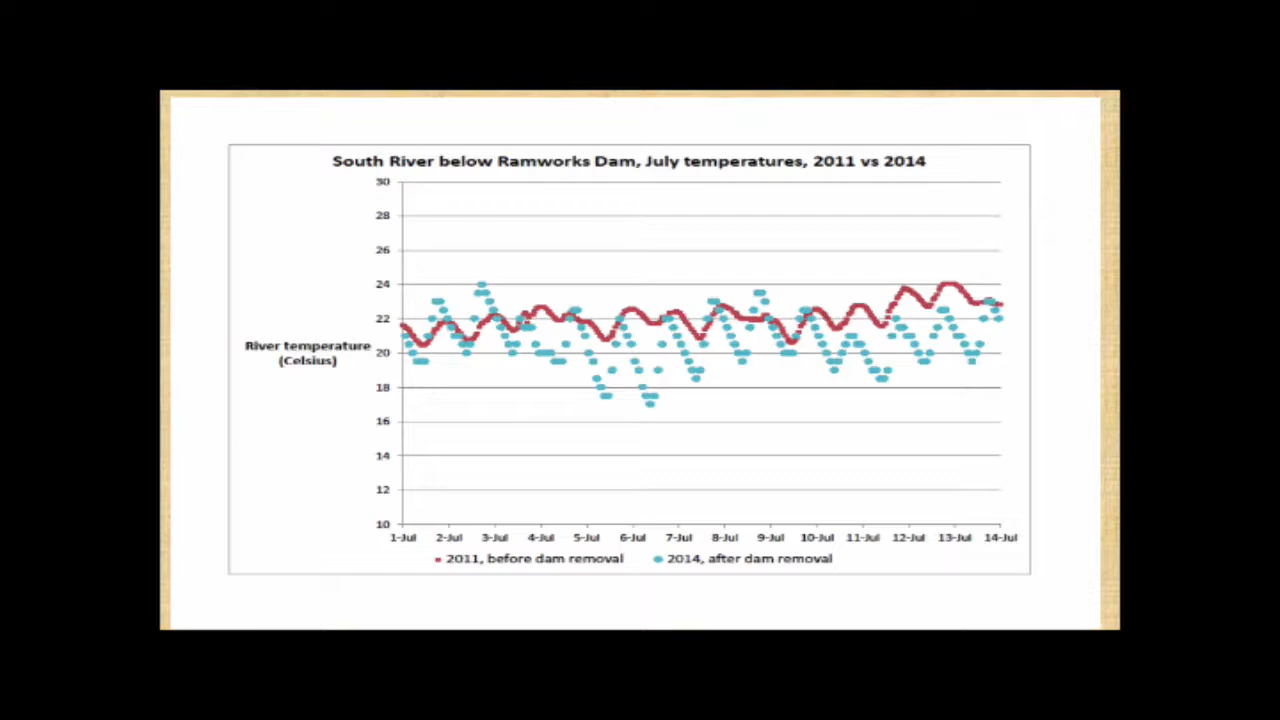 South River below Ramworks Dam, July temperatures, 2011 vs 2014
30
28
26
24
22
20
18
16
14
12
10
River temperature
(Celsius)
1-Jul 2-Jul 3-Jul 4-Jul 5-Jul 6-Jul 7-Jul 8-Jul 9-Jul 10-Jul 11-Jul 12-Jul 13-Jul 14-Jul
2011, before dam removal 2014, after dam removal